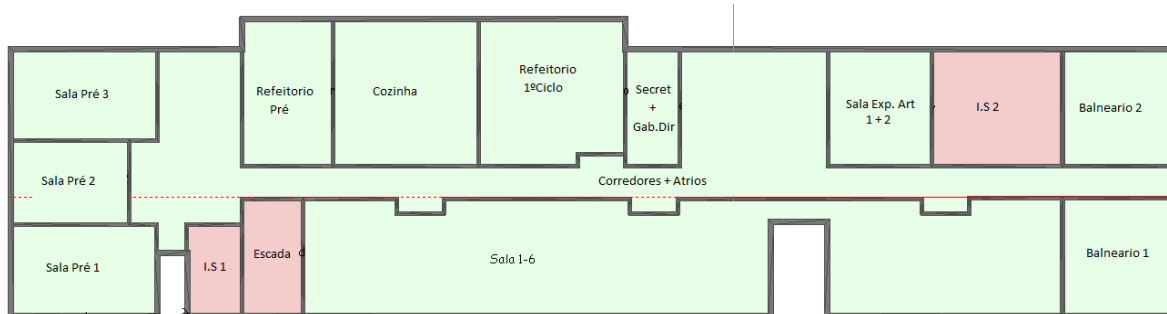 Sala Pré 3
Refeitorio
Pré
Cozinha
Refeitorio
1ºCiclo
Secret
+
Gab.Dir
Sala Exp. Art
1 + 2
I.S 2
Balneario 2
Sala Pré 2
Corredores + Atrios
Sala Pré 1
I.S 1
Escada
Sala 1-6
Balneario 1